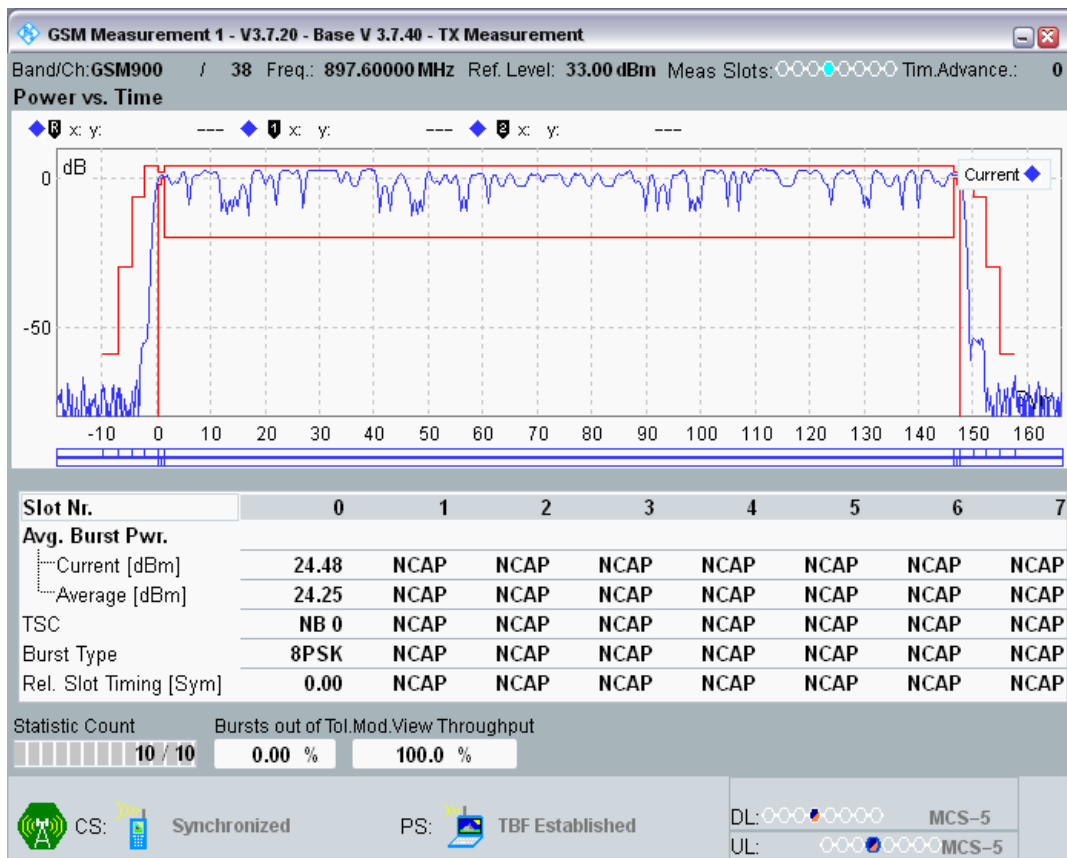 GSM Measurement 1 - V3.7.20 - Base V 3.7.40 - TX Measurement
Band/Ch:GSM900 / 38 Freq.: 897.60000 MHz Ref. Level: 33.00 dBm Meas Slots: Tim.Advance.: 0
Power vs. Time
R x: y: --- 1 x: y: --- 2 x: y: ---
dB
Current
0
-50
-10 0 10 20 30 40 50 60 70 80 90 100 110 120 130 140 150 160
Slot Nr. 0 1 2 3 4 5 6 7
Avg. Burst Pwr.
Current [dBm] 24.48 NCAP NCAP NCAP NCAP NCAP NCAP NCAP
Average [dBm] 24.25 NCAP NCAP NCAP NCAP NCAP NCAP NCAP
TSC NB 0 NCAP NCAP NCAP NCAP NCAP NCAP NCAP
Burst Type 8PSK NCAP NCAP NCAP NCAP NCAP NCAP NCAP
Rel. Slot Timing [Sym] 0.00 NCAP NCAP NCAP NCAP NCAP NCAP NCAP
Statistic Count Bursts out of Tol.Mod.View Throughput
10 / 10 0.00 % 100.0 %
CS: Synchronized PS: TBF Established DL: MCS-5
UL: MCS-5